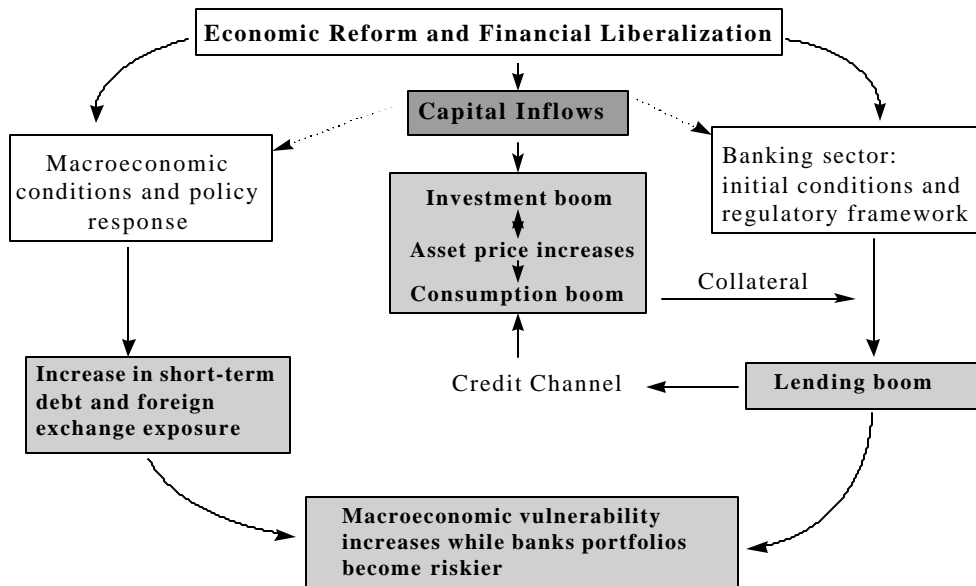 Economic Reform and Financial Liberalization
Capital Inflows
Macroeconomic
conditions and policy
response
Banking sector:
initial conditions and
regulatory framework
Investment boom
Asset price increases
Consumption boom
Collateral
Increase in short-term
debt and foreign
exchange exposure
Credit Channel
Lending boom
Macroeconomic vulnerability
increases while banks portfolios
become riskier